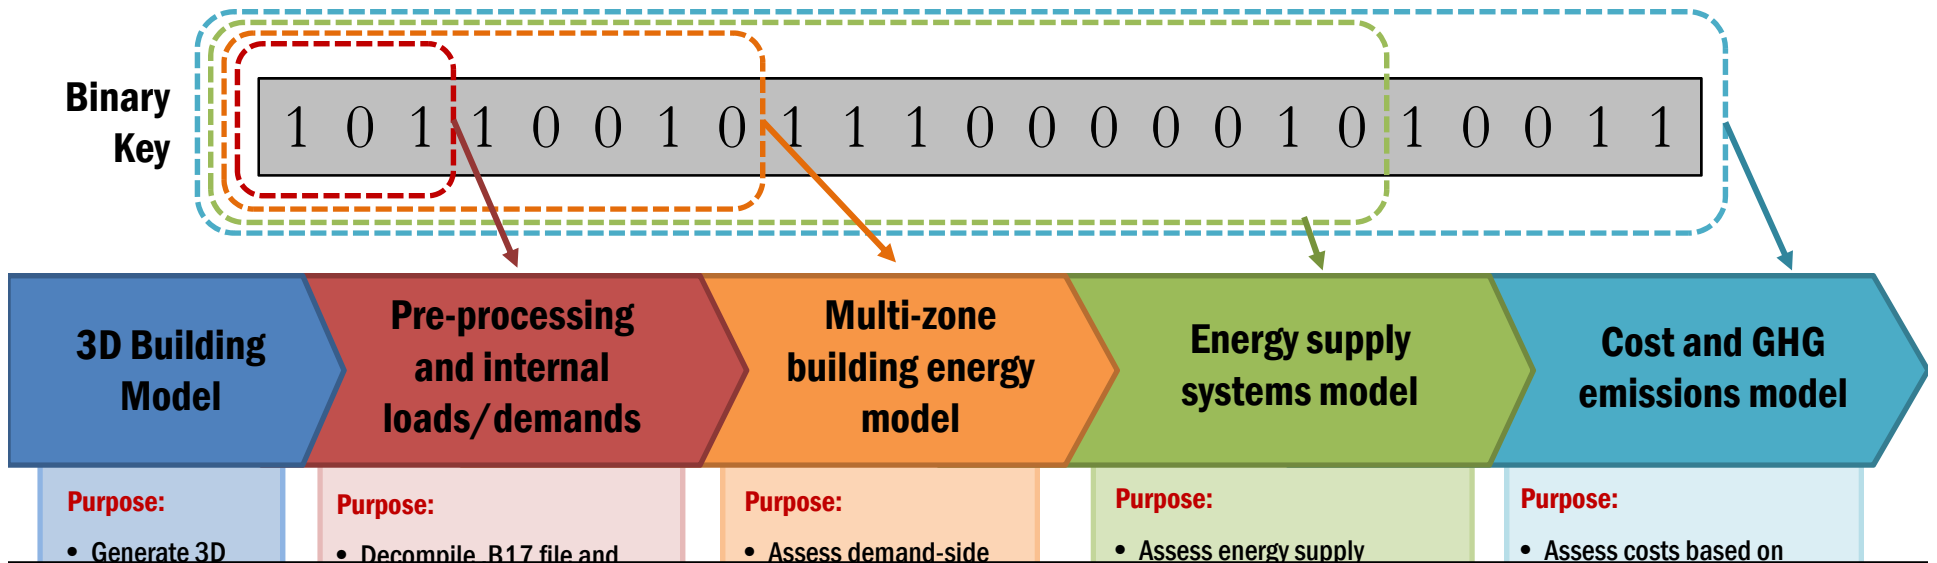 Binary
Key
1 0 1 1 0 0 1 0 1 1 1 0 0 0 0 0 1 0 1 0 0 1 1
3D Building
Model
Pre-processing
and internal
loads/demands
Multi-zone
building energy
model
Energy supply
systems model
Cost and GHG
emissions model
Purpose:
• Generate 3D
Purpose:
• Decompile .B17 file and
Purpose:
• Assess demand-side
Purpose:
• Assess energy supply
Purpose:
• Assess costs based on